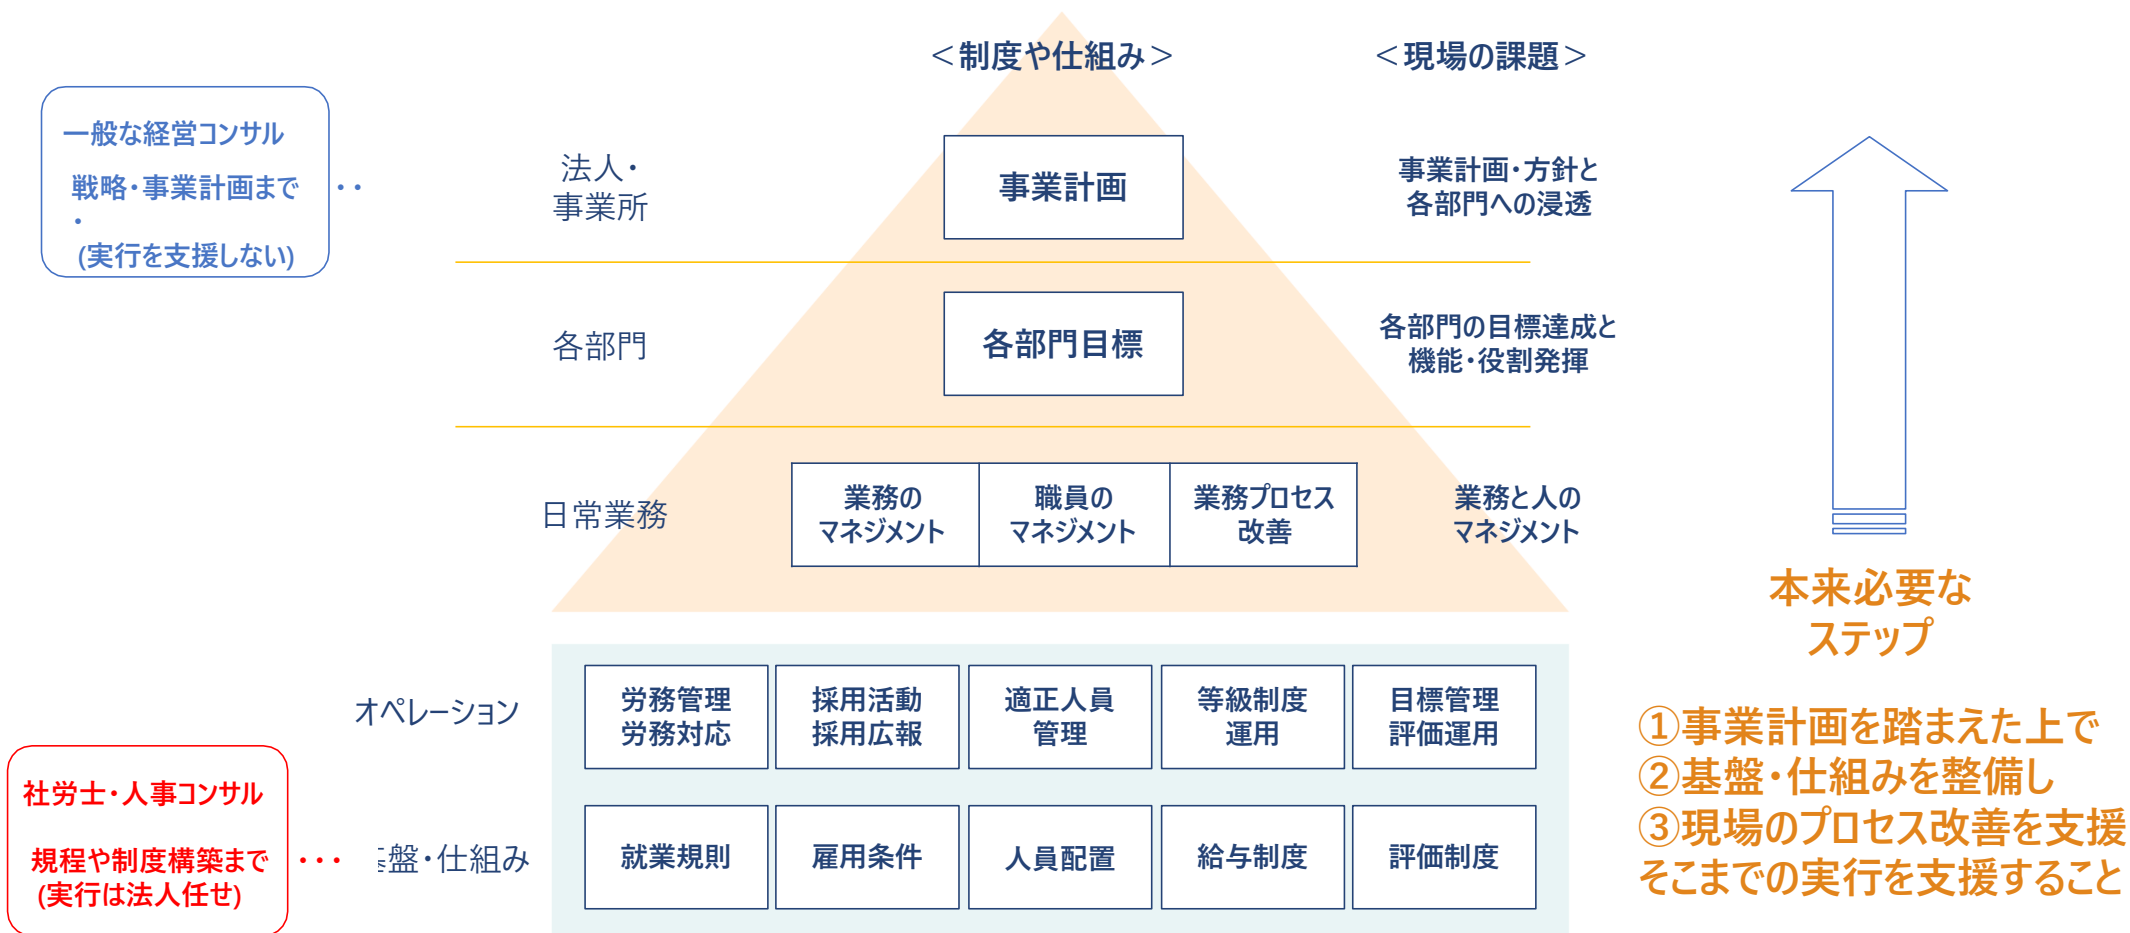 ＜制度や仕組み＞
＜現場の課題＞
一般な経営コンサル
戦略・事業計画まで ・・
・
(実行を支援しない)
法人・
事業所
事業計画
事業計画・方針と
各部門への浸透
各部門
各部門目標
各部門の目標達成と
機能・役割発揮
日常業務
業務の
マネジメント
職員の
マネジメント
業務プロセス
改善
業務と人の
マネジメント
本来必要な
ステップ
オペレーション
労務管理
労務対応
採用活動
採用広報
適正人員
管理
等級制度
運用
目標管理
評価運用
社労士・人事コンサル
規程や制度構築まで ・・・
(実行は法人任せ)
盤・仕組み
就業規則
雇用条件
人員配置
給与制度
評価制度
①事業計画を踏まえた上で
②基盤・仕組みを整備し
③現場のプロセス改善を支援
そこまでの実行を支援すること